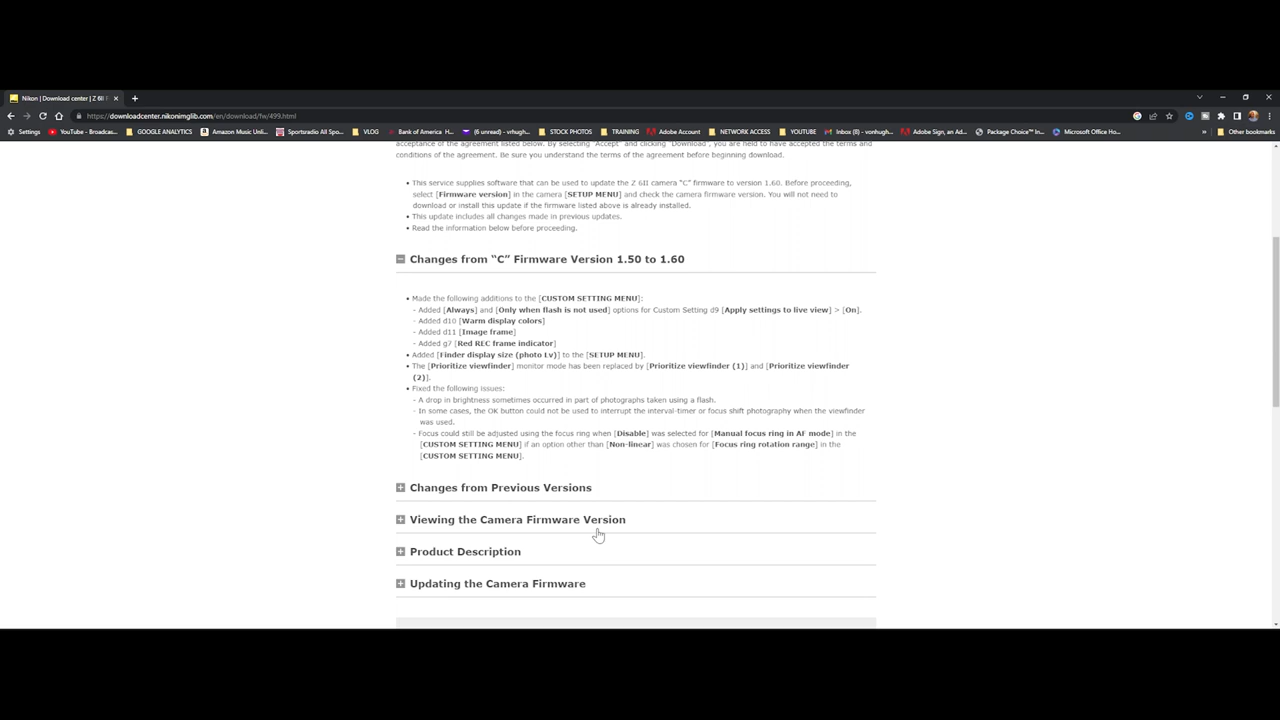 Nikon | Download center | Z 6II
https://downloadcenter.nikonimglib.com/en/download/fw/499.html
Settings YouTube - Broadcas... GOOGLE ANALYTICS Amazon Music Unlim... Sportsradio All Spo... VLOG Bank of America H... (6 unread) - vrhugh... STOCK PHOTOS TRAINING Adobe Account NETWORK ACCESS YOUTUBE Inbox (8) - vonhugh... Adobe Sign, an Ad... Package Choice™ In... Microsoft Office Ho... » Other bookmarks
acceptance of the agreement listed below. By selecting "Accept" and clicking "Download", you are held to have accepted the terms and
conditions of the agreement. Be sure you understand the terms of the agreement before beginning download.
• This service supplies software that can be used to update the Z 6II camera "C" firmware to version 1.60. Before proceeding,
select [Firmware version] in the camera [SETUP MENU] and check the camera firmware version. You will not need to
download or install this update if the firmware listed above is already installed.
• This update includes all changes made in previous updates.
• Read the information below before proceeding.
Changes from “C” Firmware Version 1.50 to 1.60
• Made the following additions to the [CUSTOM SETTING MENU]:
- Added [Always] and [Only when flash is not used] options for Custom Setting d9 [Apply settings to live view] > [On].
- Added d10 [Warm display colors]
- Added d11 [Image frame]
- Added g7 [Red REC frame indicator]
• Added [Finder display size (photo Lv)] to the [SETUP MENU].
• The [Prioritize viewfinder] monitor mode has been replaced by [Prioritize viewfinder (1)] and [Prioritize viewfinder
(2)].
• Fixed the following issues:
- A drop in brightness sometimes occurred in part of photographs taken using a flash.
- In some cases, the OK button could not be used to interrupt the interval-timer or focus shift photography when the viewfinder
was used.
- Focus could still be adjusted using the focus ring when [Disable] was selected for [Manual focus ring in AF mode] in the
[CUSTOM SETTING MENU] if an option other than [Non-linear] was chosen for [Focus ring rotation range] in the
[CUSTOM SETTING MENU].
Changes from Previous Versions
Viewing the Camera Firmware Version
Product Description
Updating the Camera Firmware